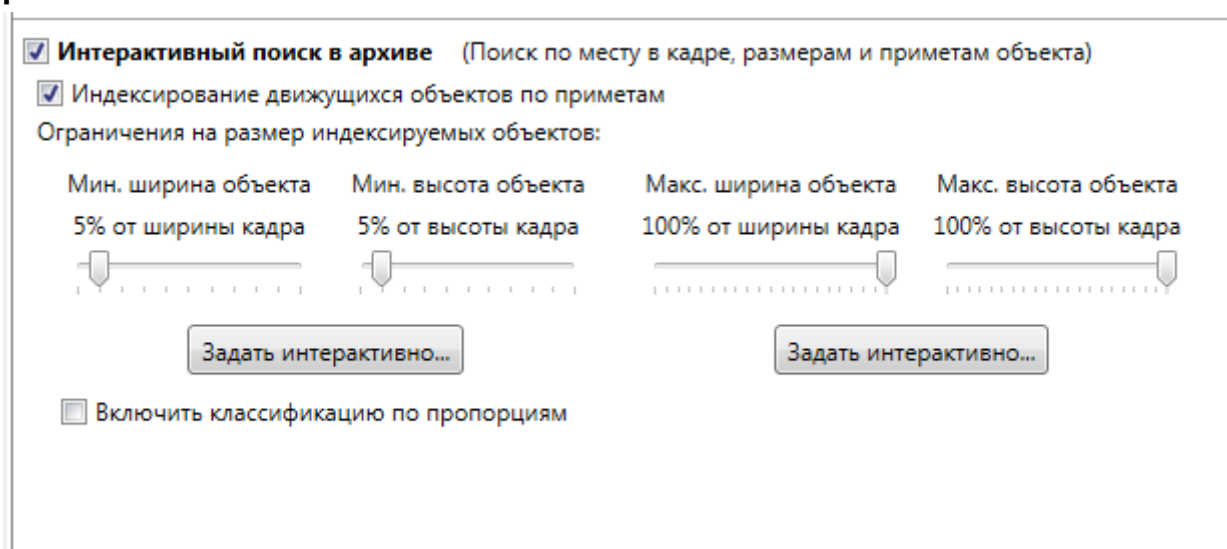 Интерактивный поиск в архиве (Поиск по месту в кадре, размерам и приметам объекта)
Индексирование движущихся объектов по приметам
Ограничения на размер индексируемых объектов:
Мин. ширина объекта Мин. высота объекта Макс. ширина объекта Макс. высота объекта
5% от ширины кадра 5% от высоты кадра 100% от ширины кадра 100% от высоты кадра
Задать интерактивно... Задать интерактивно...
Включить классификацию по пропорциям